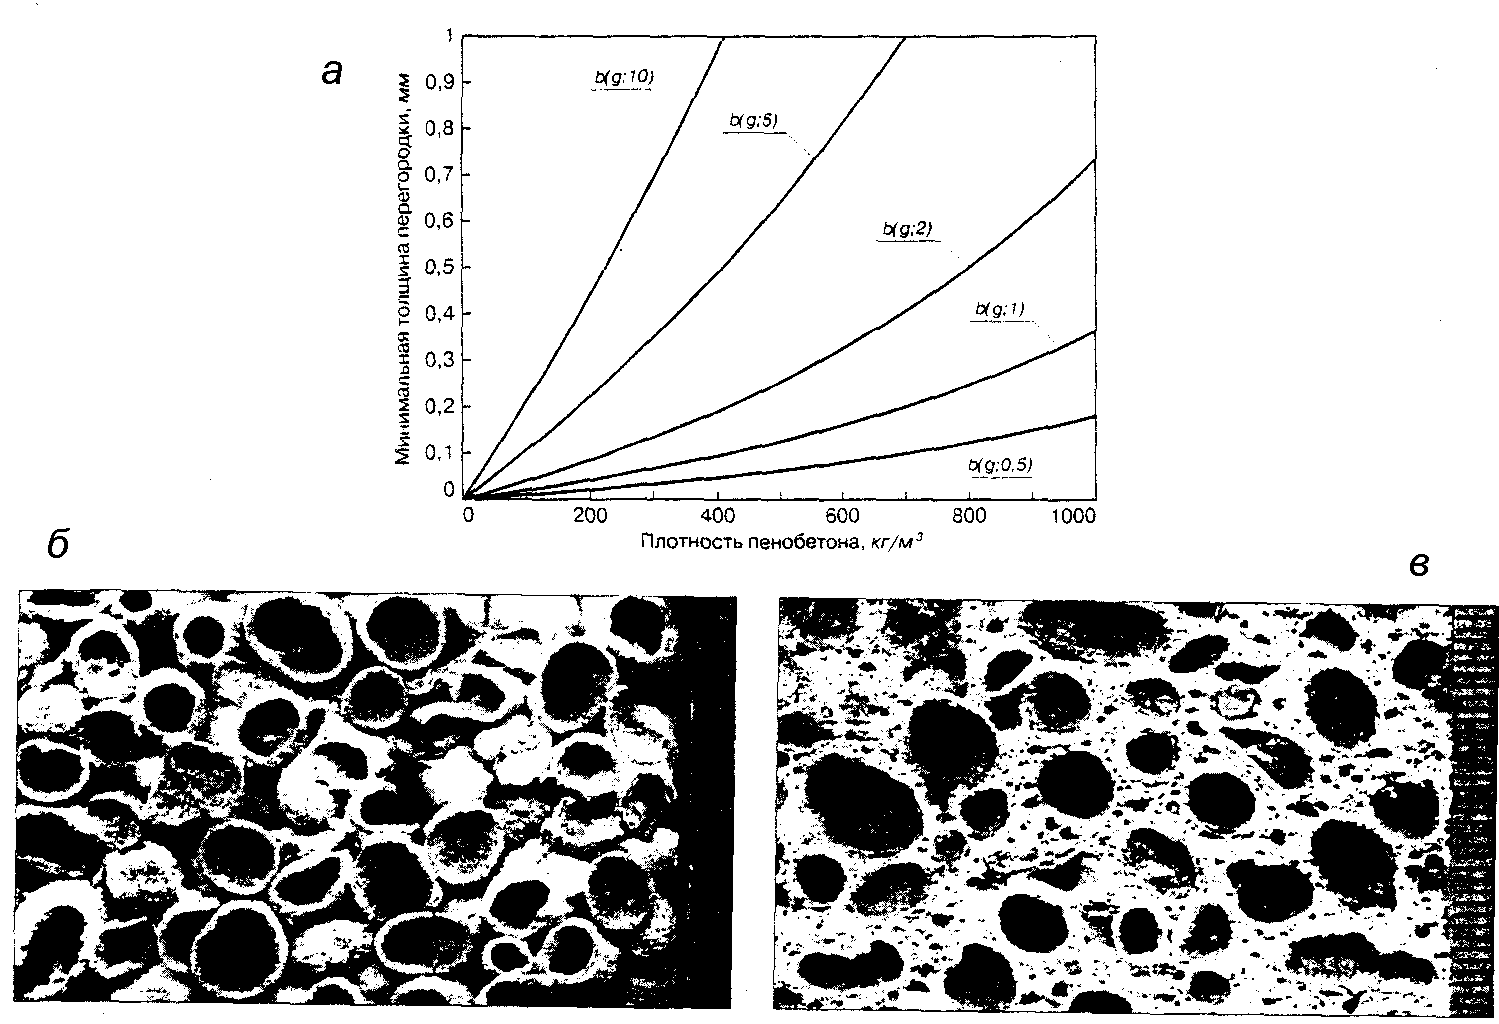 а
Минимальная толщина перегородки, мм
1
0,9
0,8
0,7
0,6
0,5
0,4
0,3
0,2
0,1
0
b(g;10)
b(g;5)
b(g;2)
b(g;1)
b(g;0,5)
0 200 400 600 800 1000
Плотность пенобетона, кг/м³
б
в